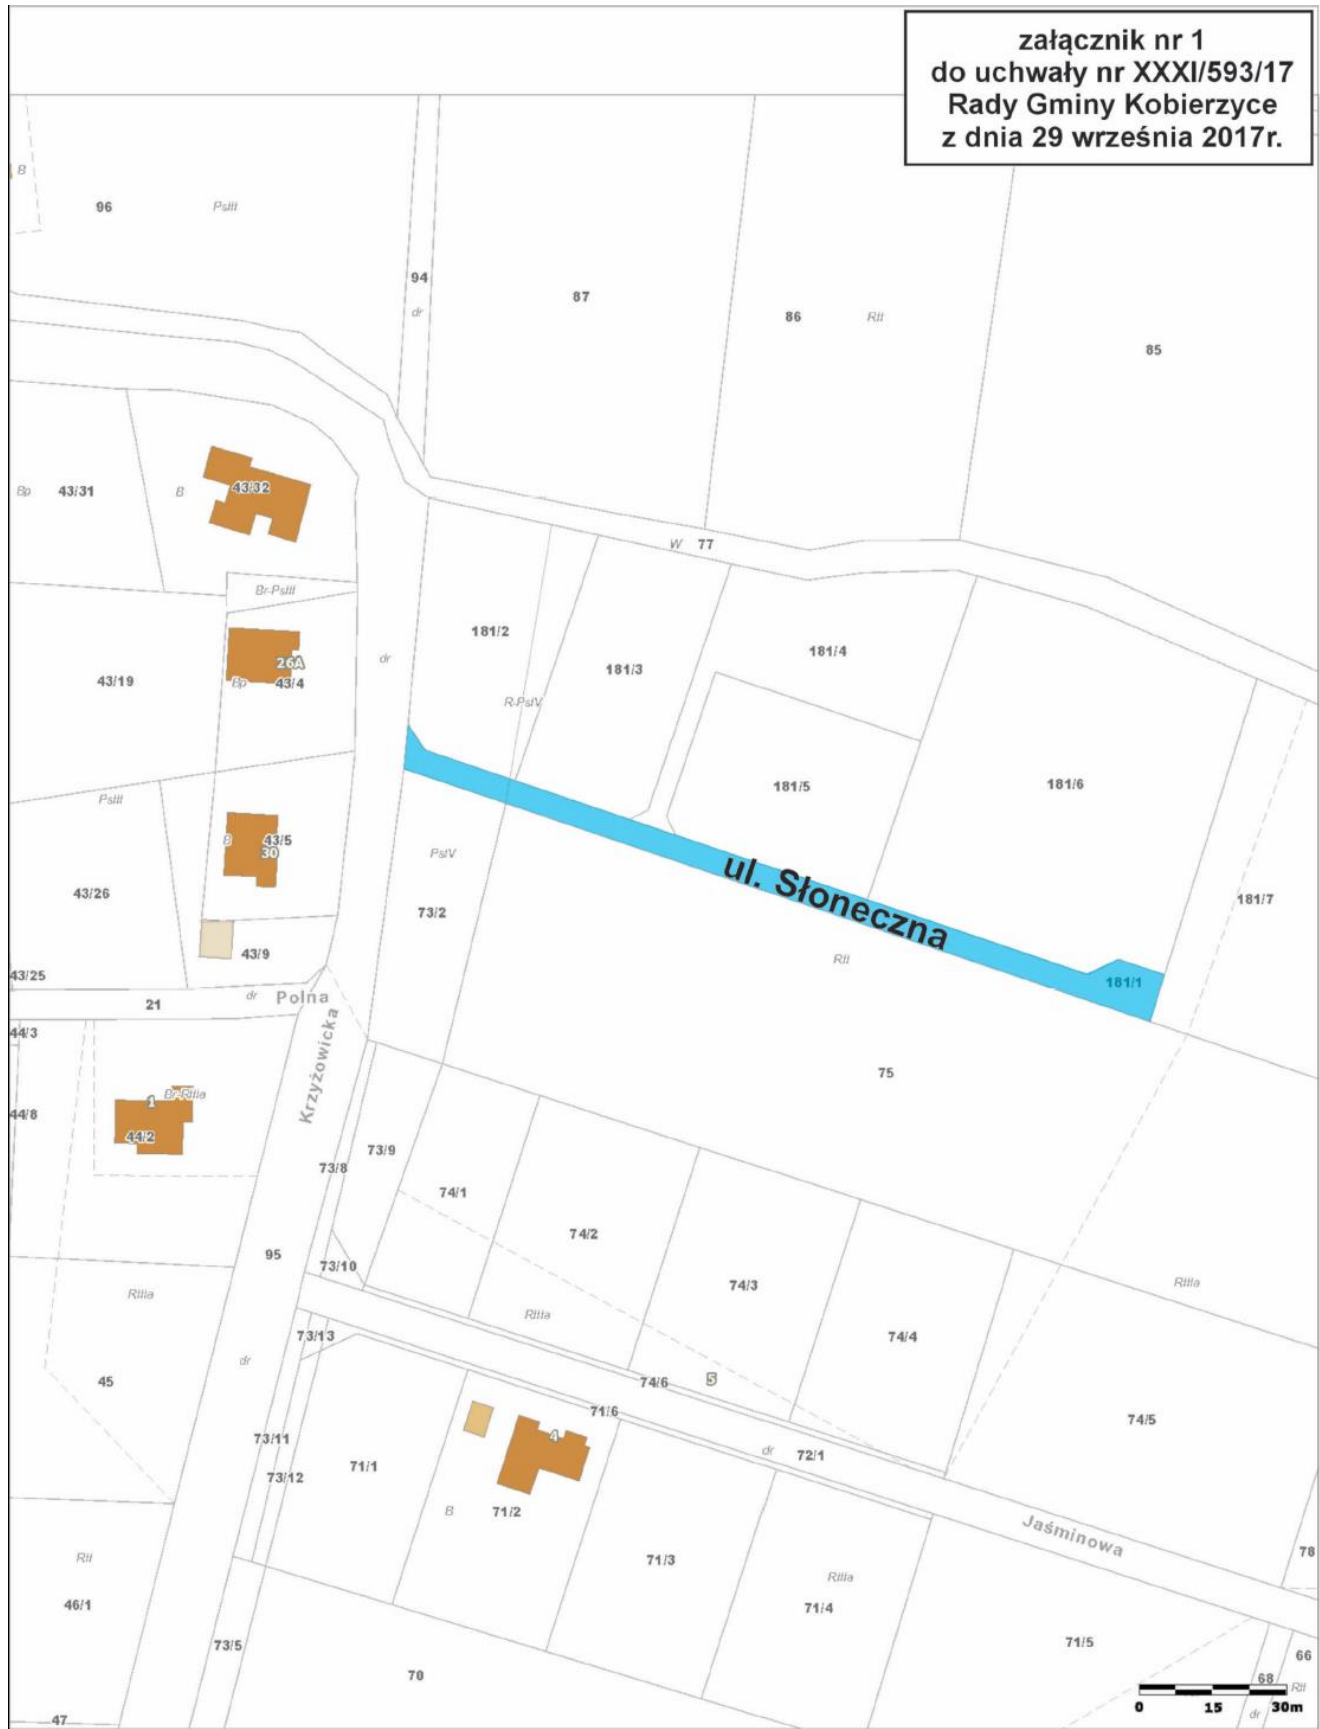 załącznik nr 1
do uchwały nr XXXI/593/17
Rady Gminy Kobierzyce
z dnia 29 września 2017r.
B
96
PsIII
94
dr
87
86
RII
85
Bp
43/31
B
43/32
W 77
Br-PsIII
181/2
181/3
181/4
43/19
26A
Bp
43/4
dr
R-PsIV
181/5
181/6
PsIII
B
43/5
30
PsIV
43/26
73/2
ul. Słoneczna
181/7
43/9
RII
43/25
181/1
21
dr
Polna
44/3
Krzyżowicka
75
44/8
1
Br-RIIIa
44/2
73/9
73/8
74/1
74/2
95
73/10
74/3
RIIIa
RIIIa
RIIIa
73/13
74/4
dr
45
74/6
5
71/6
74/5
73/11
4
dr
72/1
73/12
71/1
B
71/2
Jaśminowa
78
RII
71/3
RIIIa
46/1
71/4
73/5
71/5
66
70
68
RII
0 15 30m
dr
47